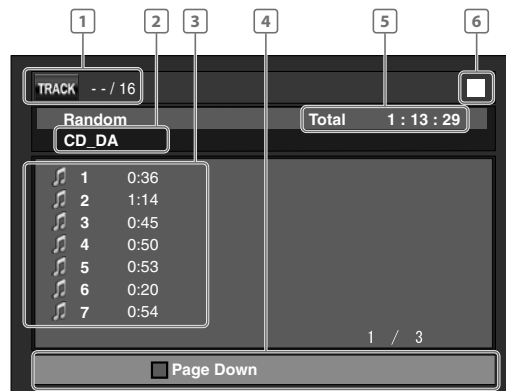 1 2 3 4 5 6
TRACK - - / 16
Random Total 1 : 13 : 29
CD_DA
1 0:36
2 1:14
3 0:45
4 0:50
5 0:53
6 0:20
7 0:54
1 / 3
Page Down